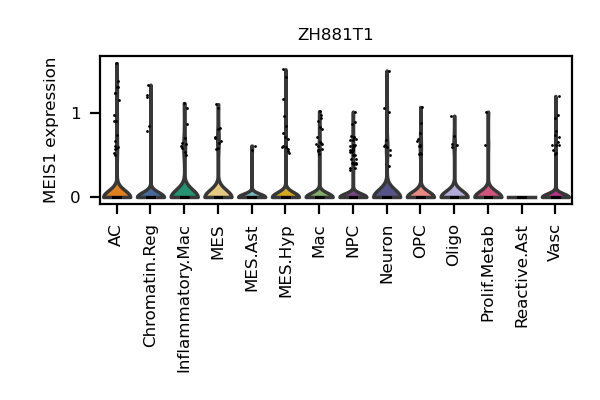 ZH881T1
MEIS1 expression
1
0
AC
Chromatin.Reg
Inflammatory.Mac
MES
MES.Ast
MES.Hyp
Mac
NPC
Neuron
OPC
Oligo
Prolif.Metab
Reactive.Ast
Vasc